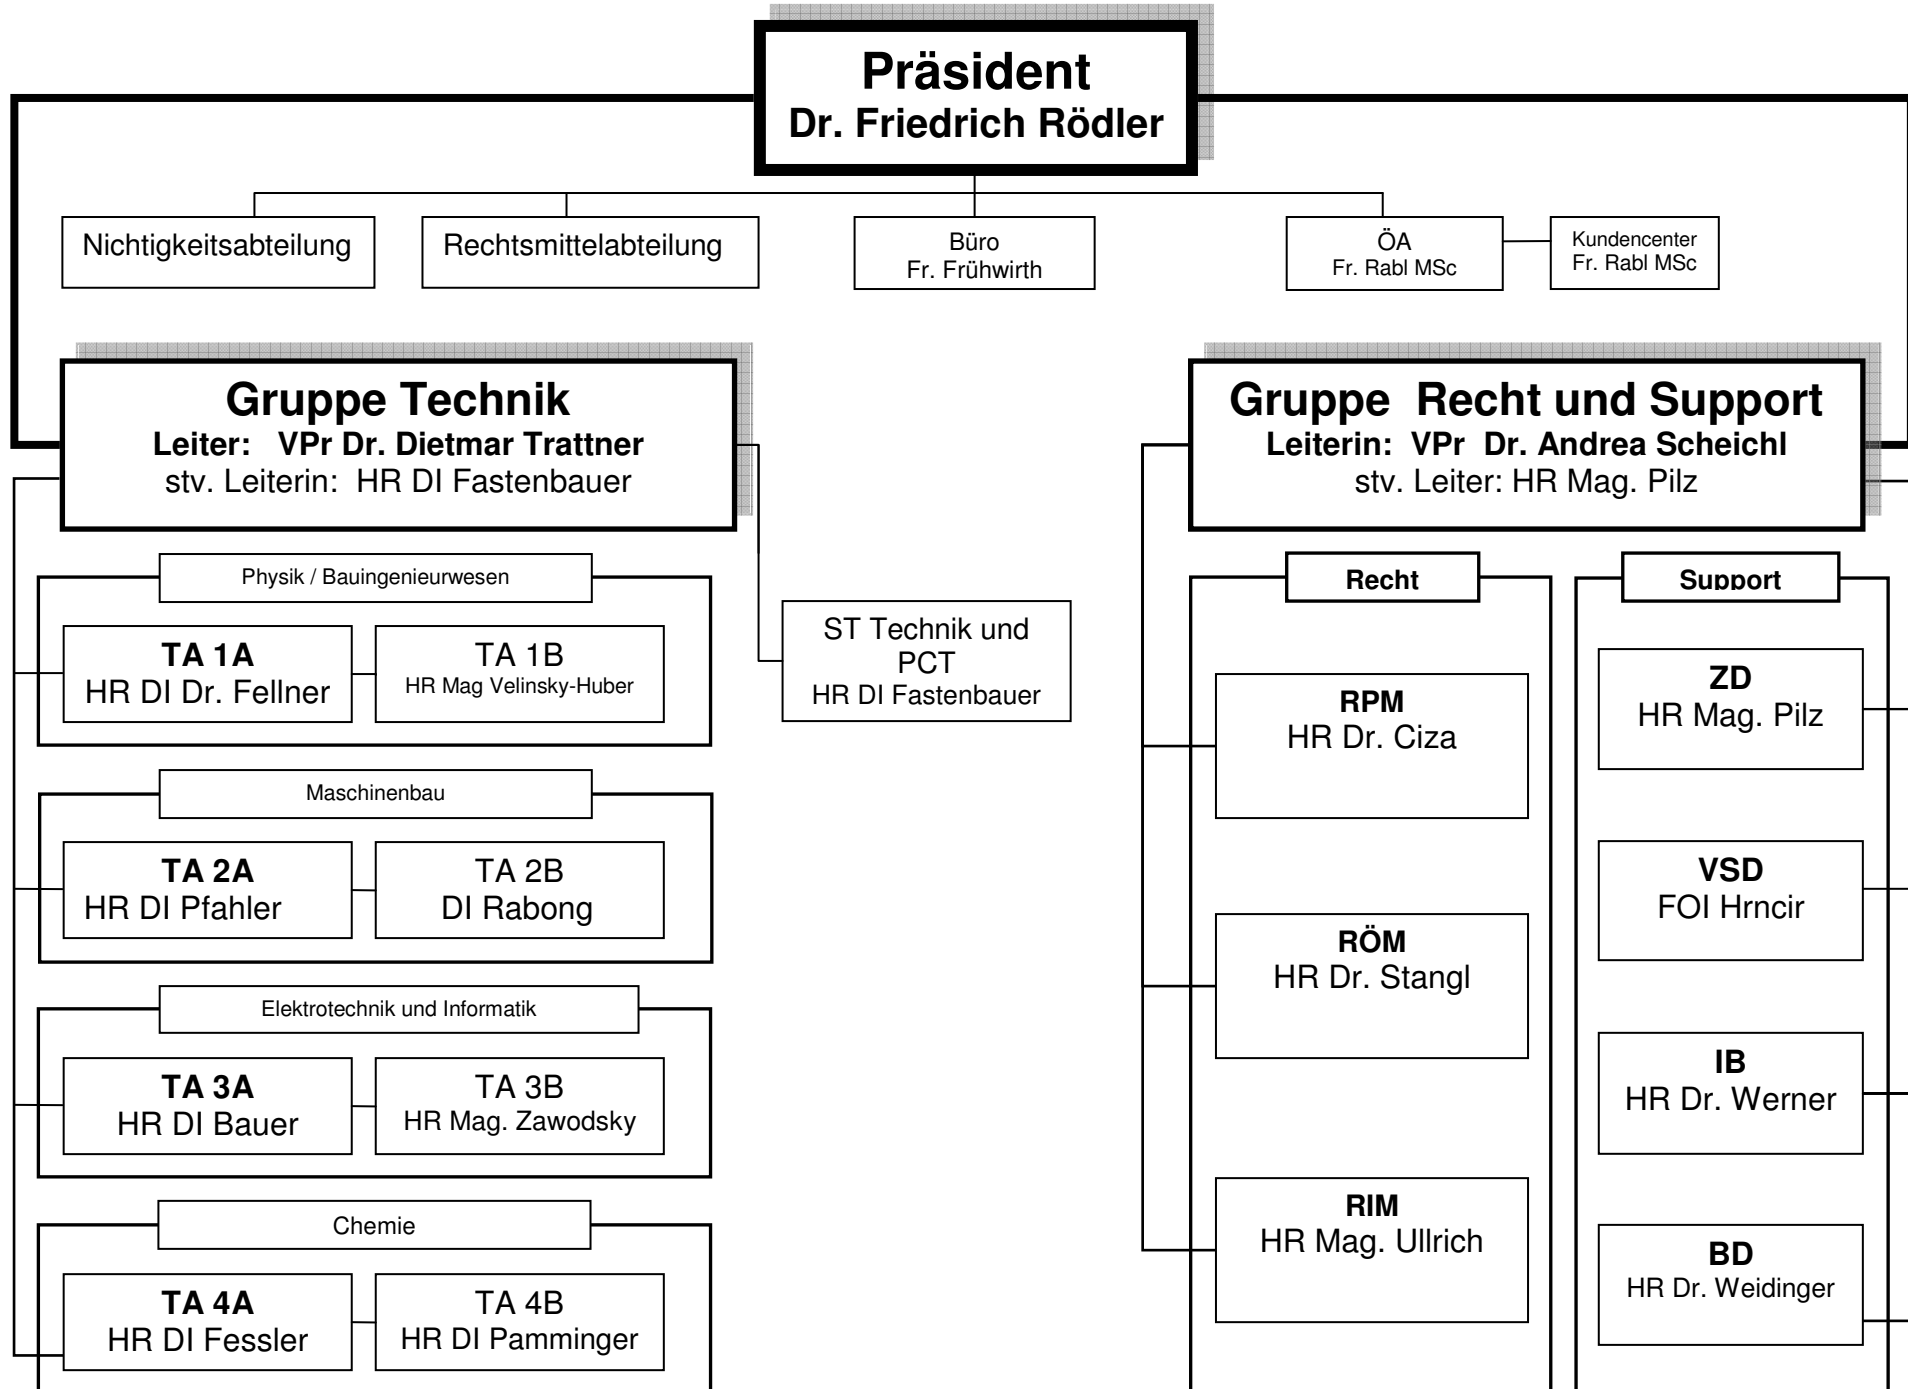 Präsident
Dr. Friedrich Rödler
Nichtigkeitsabteilung
Rechtsmittelabteilung
Büro
Fr. Frühwirth
ÖA
Fr. Rabl MSc
Kundencenter
Fr. Rabl MSc
Gruppe Technik
Leiter: VPr Dr. Dietmar Trattner
stv. Leiterin: HR DI Fastenbauer
Physik / Bauingenieurwesen
TA 1A
HR DI Dr. Fellner
TA 1B
HR Mag Velinsky-Huber
Maschinenbau
TA 2A
HR DI Pfahler
TA 2B
DI Rabong
Elektrotechnik und Informatik
TA 3A
HR DI Bauer
TA 3B
HR Mag. Zawodsky
Chemie
TA 4A
HR DI Fessler
TA 4B
HR DI Pamminger
ST Technik und
PCT
HR DI Fastenbauer
Gruppe Recht und Support
Leiterin: VPr Dr. Andrea Scheichl
stv. Leiter: HR Mag. Pilz
Recht
RPM
HR Dr. Ciza
RÖM
HR Dr. Stangl
RIM
HR Mag. Ullrich
Support
ZD
HR Mag. Pilz
VSD
FOI Hrncir
IB
HR Dr. Werner
BD
HR Dr. Weidinger